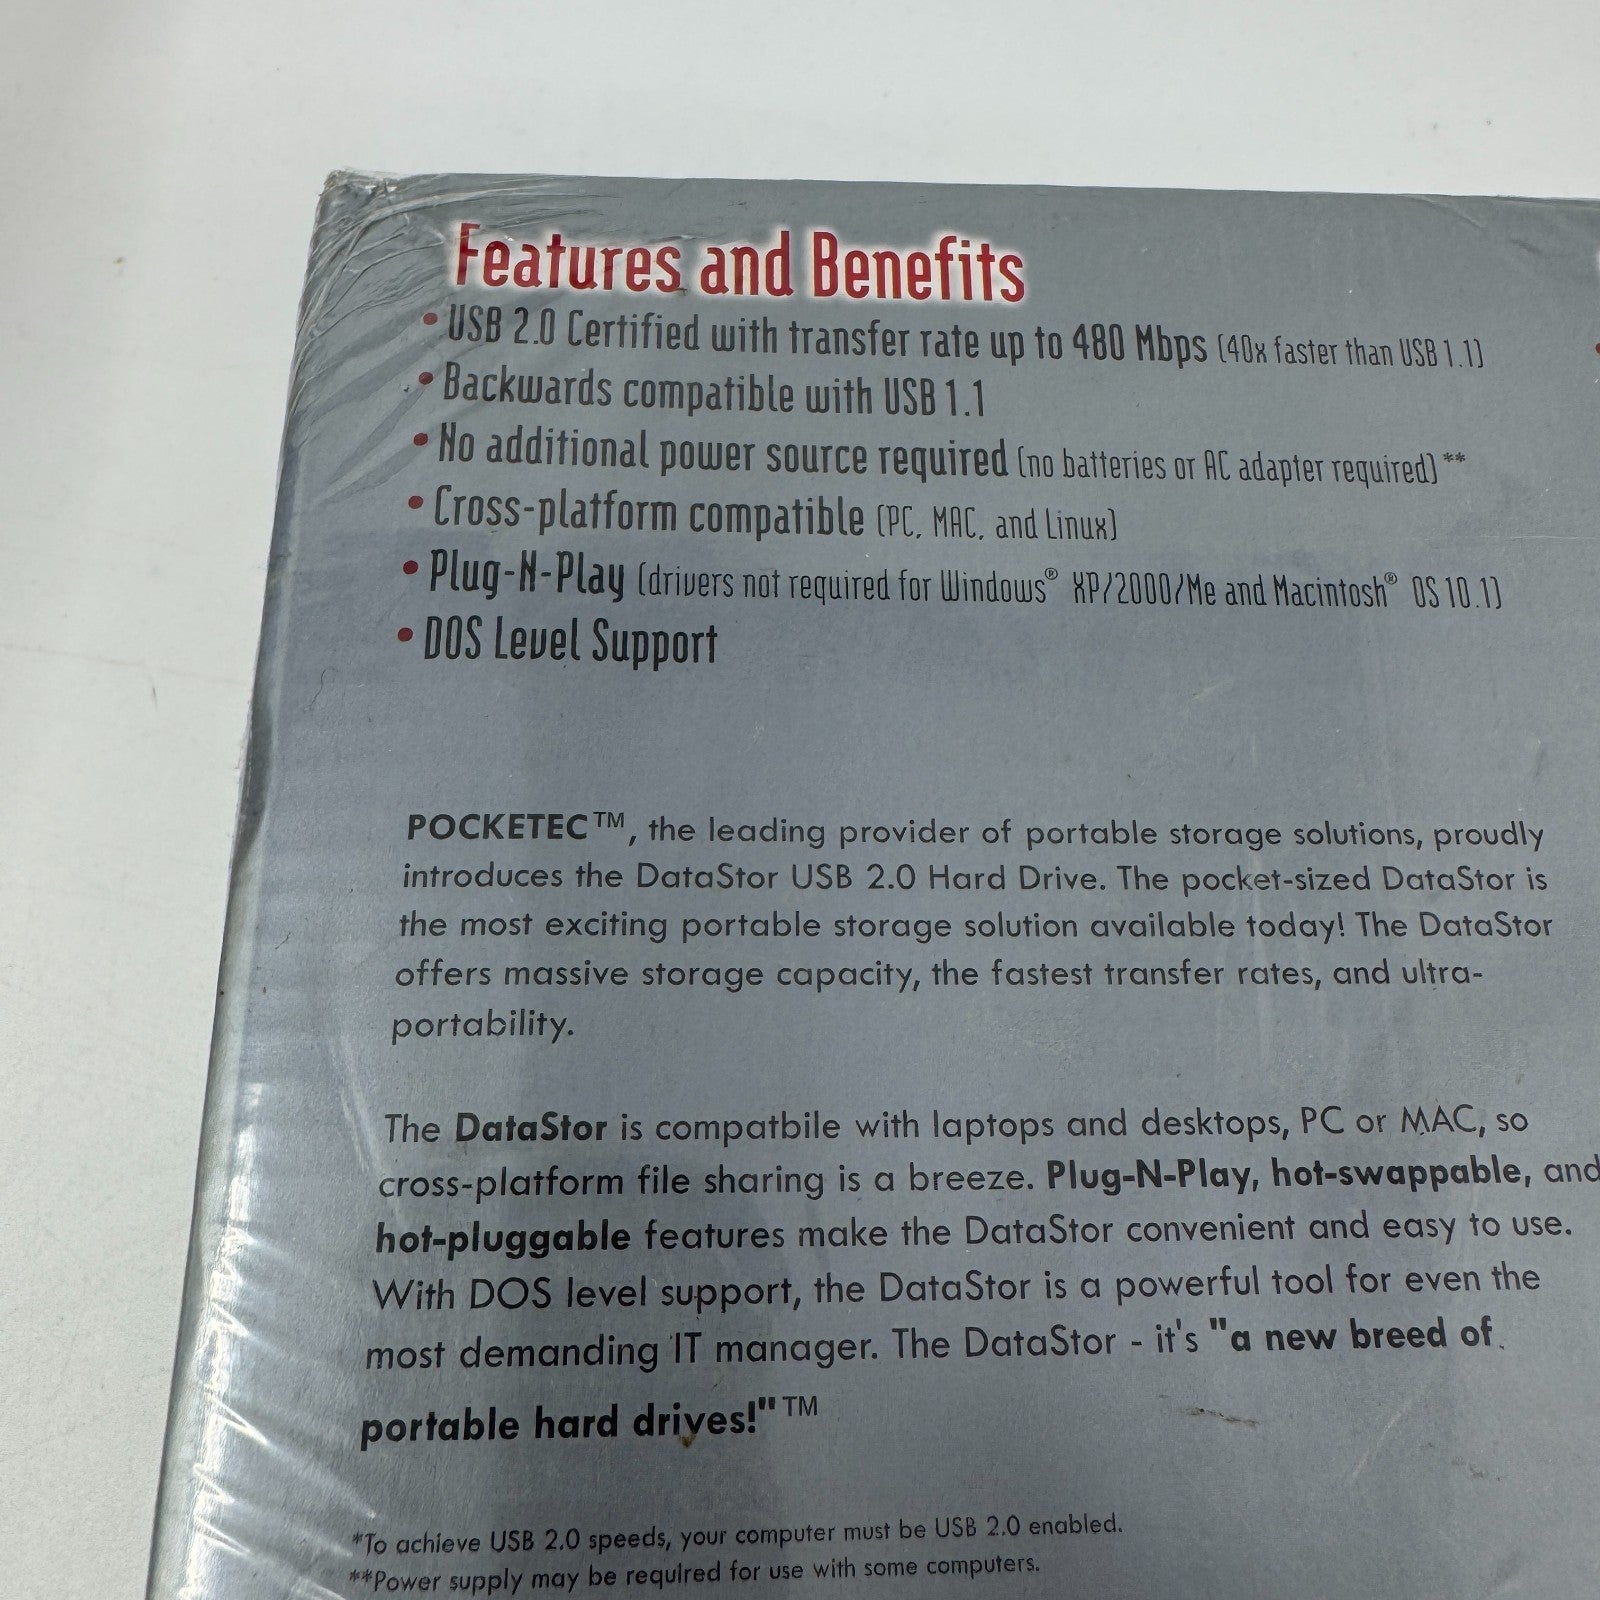 Features and Benefits
• USB 2.0 Certified with transfer rate up to 480 Mbps (40x faster than USB 1.1)
• Backwards compatible with USB 1.1
• No additional power source required (no batteries or AC adapter required)**
• Cross-platform compatible (PC, MAC, and Linux)
• Plug-N-Play (drivers not required for Windows® XP/2000/Me and Macintosh® OS 10.1)
• DOS Level Support
POCKETEC™, the leading provider of portable storage solutions, proudly
introduces the DataStor USB 2.0 Hard Drive. The pocket-sized DataStor is
the most exciting portable storage solution available today! The DataStor
offers massive storage capacity, the fastest transfer rates, and ultra-
portability.
The DataStor is compatbile with laptops and desktops, PC or MAC, so
cross-platform file sharing is a breeze. Plug-N-Play, hot-swappable, and
hot-pluggable features make the DataStor convenient and easy to use.
With DOS level support, the DataStor is a powerful tool for even the
most demanding IT manager. The DataStor - it's "a new breed of
portable hard drives!"™
*To achieve USB 2.0 speeds, your computer must be USB 2.0 enabled.
**Power supply may be required for use with some computers.